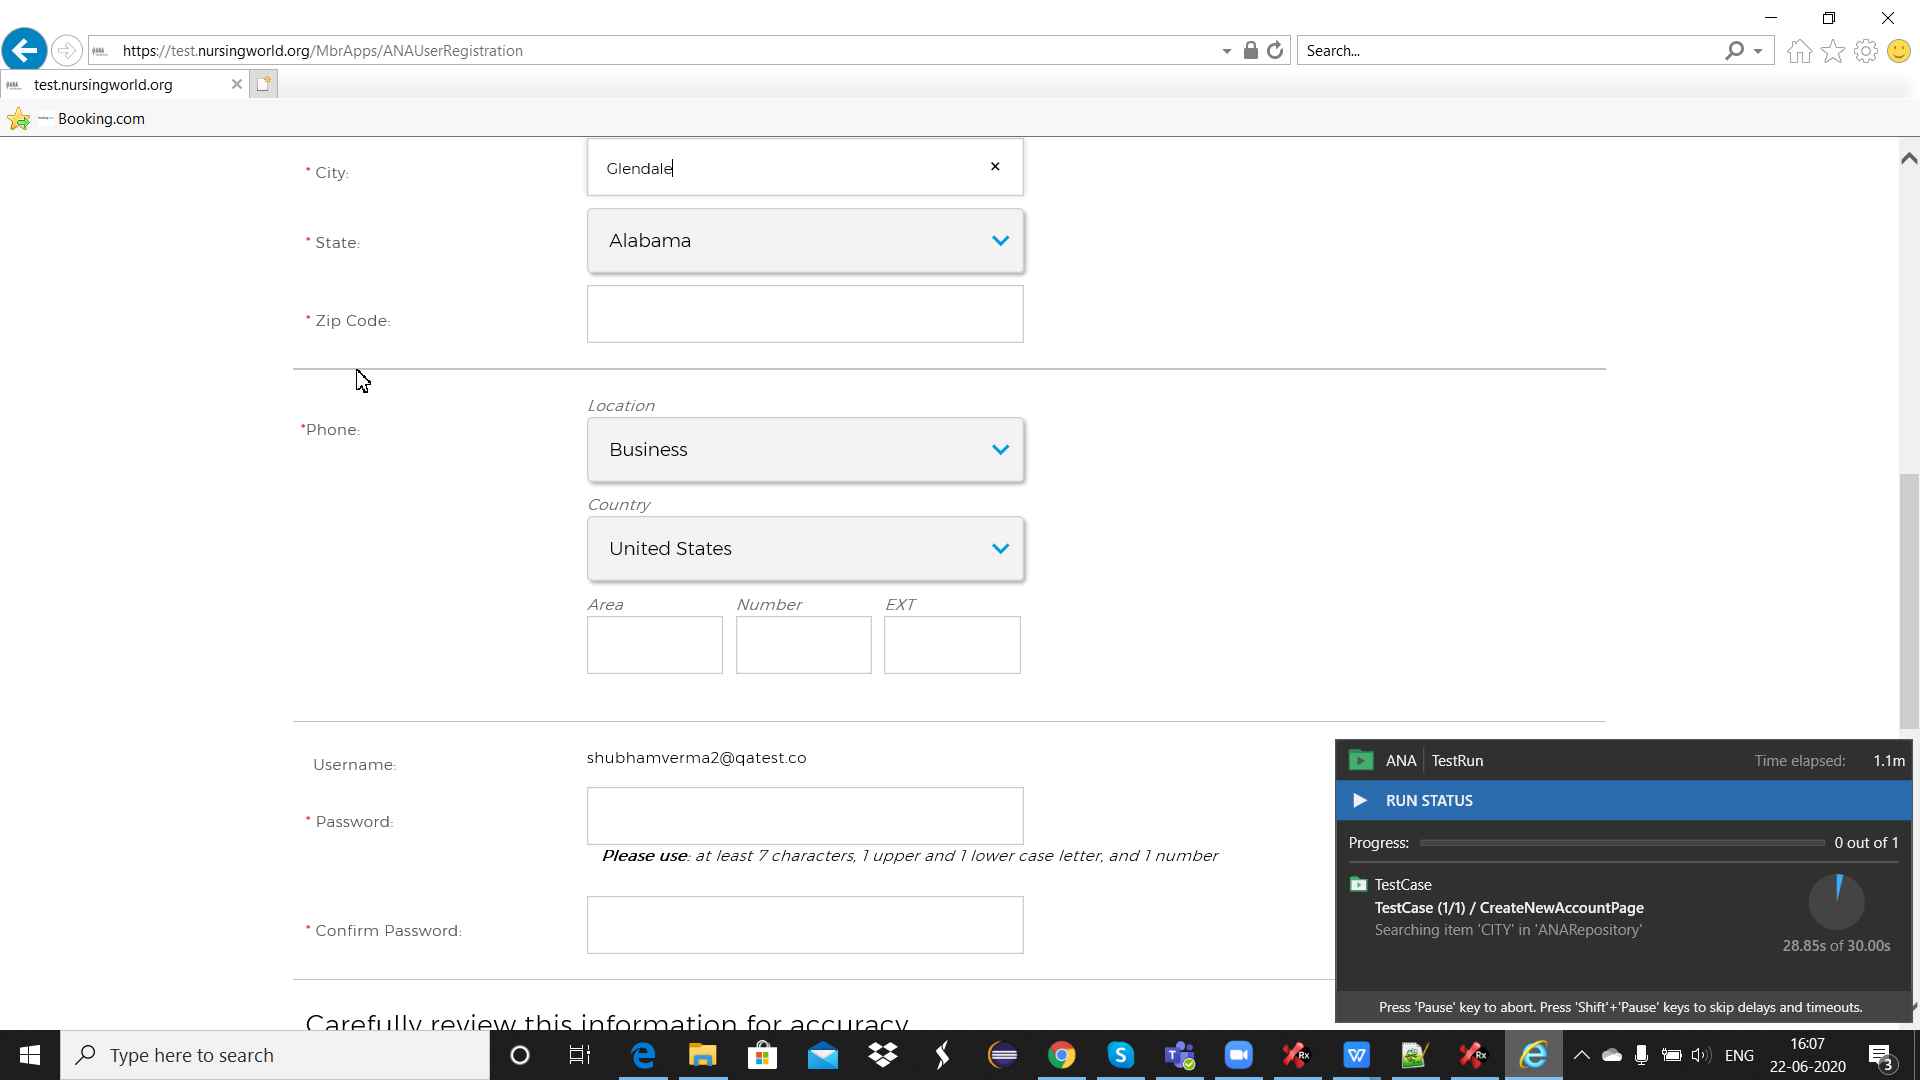 https://test.nursingworld.org/MbrApps/ANAUserRegistration
Search...
test.nursingworld.org
Booking.com
* City:
Glendale
* State:
Alabama
* Zip Code:
Location
*Phone:
Business
Country
United States
Area Number EXT
Username:
shubhamverma2@qatest.co
* Password:
Please use: at least 7 characters, 1 upper and 1 lower case letter, and 1 number
* Confirm Password:
Carefully review this information for accuracy
ANA TestRun Time elapsed: 1.1m
RUN STATUS
Progress: 0 out of 1
TestCase
TestCase (1/1) / CreateNewAccountPage
Searching item 'CITY' in 'ANARepository'
28.85s of 30.00s
Press 'Pause' key to abort. Press 'Shift'+'Pause' keys to skip delays and timeouts.
Type here to search
ENG
16:07
22-06-2020
3